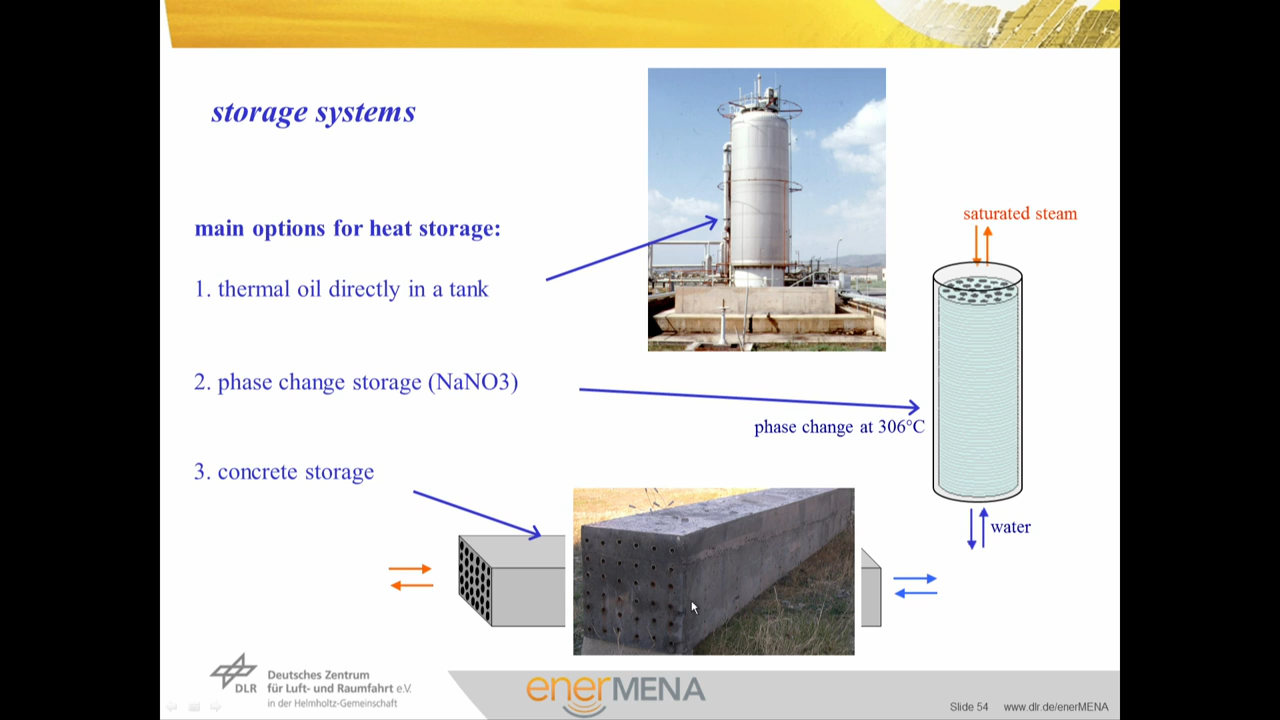 storage systems
saturated steam
main options for heat storage:
1. thermal oil directly in a tank
2. phase change storage (NaNO3)
phase change at 306°C
3. concrete storage
water
DLR
Deutsches Zentrum
für Luft- und Raumfahrt e.V.
in der Helmholtz-Gemeinschaft
enerMENA
Slide 54 www.dlr.de/enerMENA